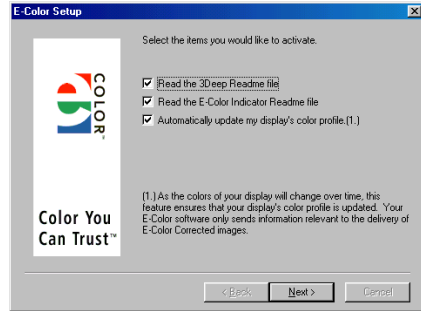 E-Color Setup
Select the items you would like to activate.
COLOR
Read the 3Deep Readme file
Read the E-Color Indicator Readme file
Automatically update my display's color profile.(1.)
(1.) As the colors of your display will change over time, this
feature ensures that your display's color profile is updated. Your
E-Color software only sends information relevant to the delivery of
E-Color Corrected images.
Color You
Can Trust™
< Back
Next >
Cancel